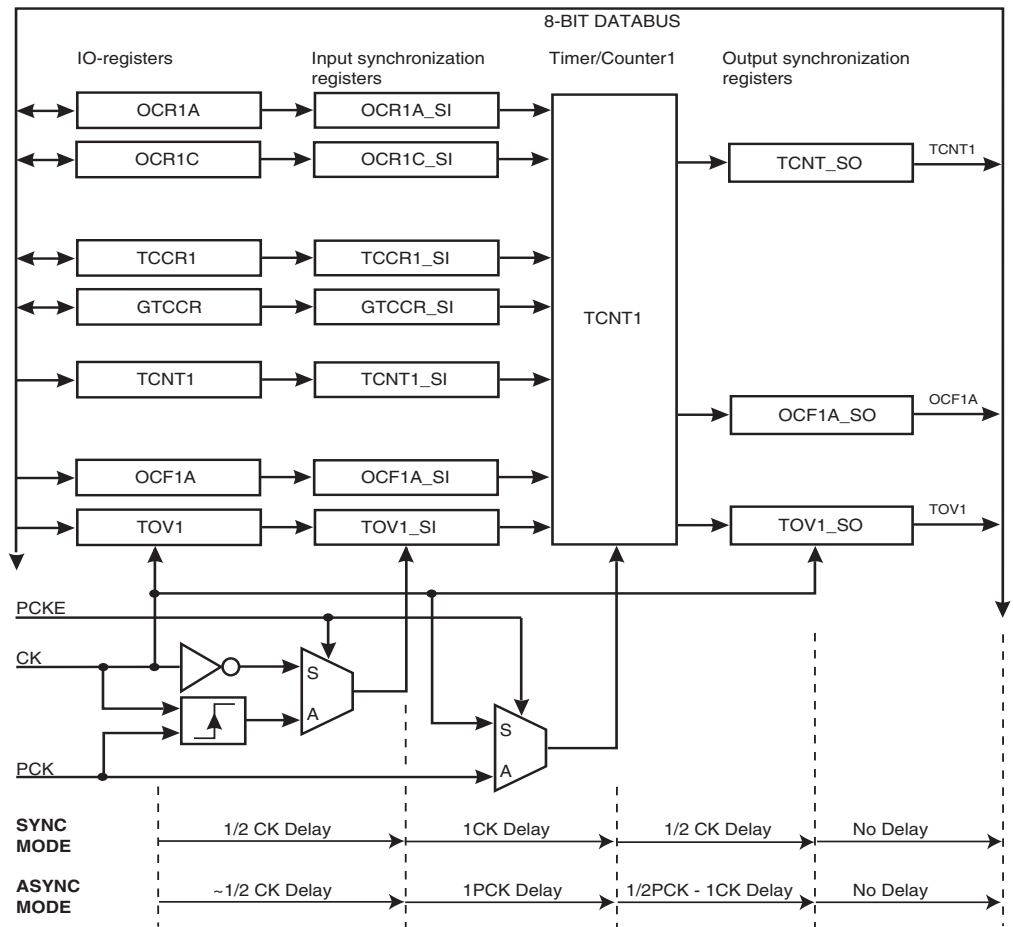 8-BIT DATABUS
IO-registers
Input synchronization
registers
Timer/Counter1
Output synchronization
registers
OCR1A
OCR1A_SI
OCR1C
OCR1C_SI
TCNT_SO
TCNT1
TCCR1
TCCR1_SI
GTCCR
GTCCR_SI
TCNT1
TCNT1
TCNT1_SI
OCF1A_SO
OCF1A
OCF1A
OCF1A_SI
TOV1
TOV1_SI
TOV1_SO
TOV1
PCKE
CK
S
A
S
A
PCK
SYNC
MODE
1/2 CK Delay
1CK Delay
1/2 CK Delay
No Delay
ASYNC
MODE
~1/2 CK Delay
1PCK Delay
1/2PCK - 1CK Delay
No Delay